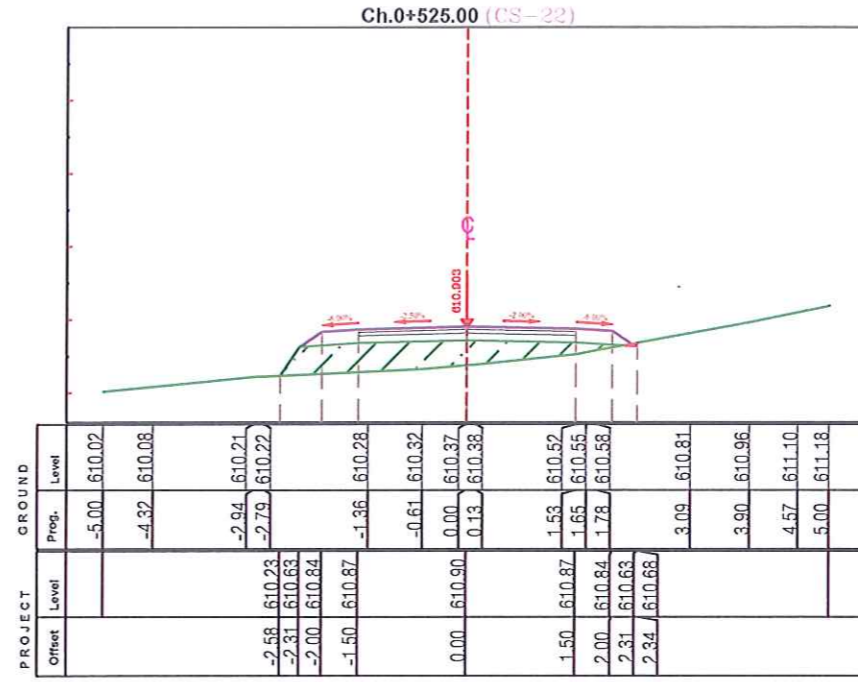 Ch.0+525.00 (CS-22)
610.903
-2.50%
GROUND
Level
610.02 610.08 610.21 610.22 610.28 610.32 610.37 610.38 610.52 610.55 610.58 610.81 610.96 611.10 611.18
Prog.
-5.00 -4.32 -2.94 -2.79 -1.36 -0.61 0.00 0.13 1.53 1.65 1.78 3.09 3.90 4.57 5.00
PROJECT
Level
610.23 610.63 610.84 610.87 610.90 610.87 610.84 610.63 610.68
Offset
-2.58 -2.31 -2.00 -1.50 0.00 1.50 2.00 2.31 2.34